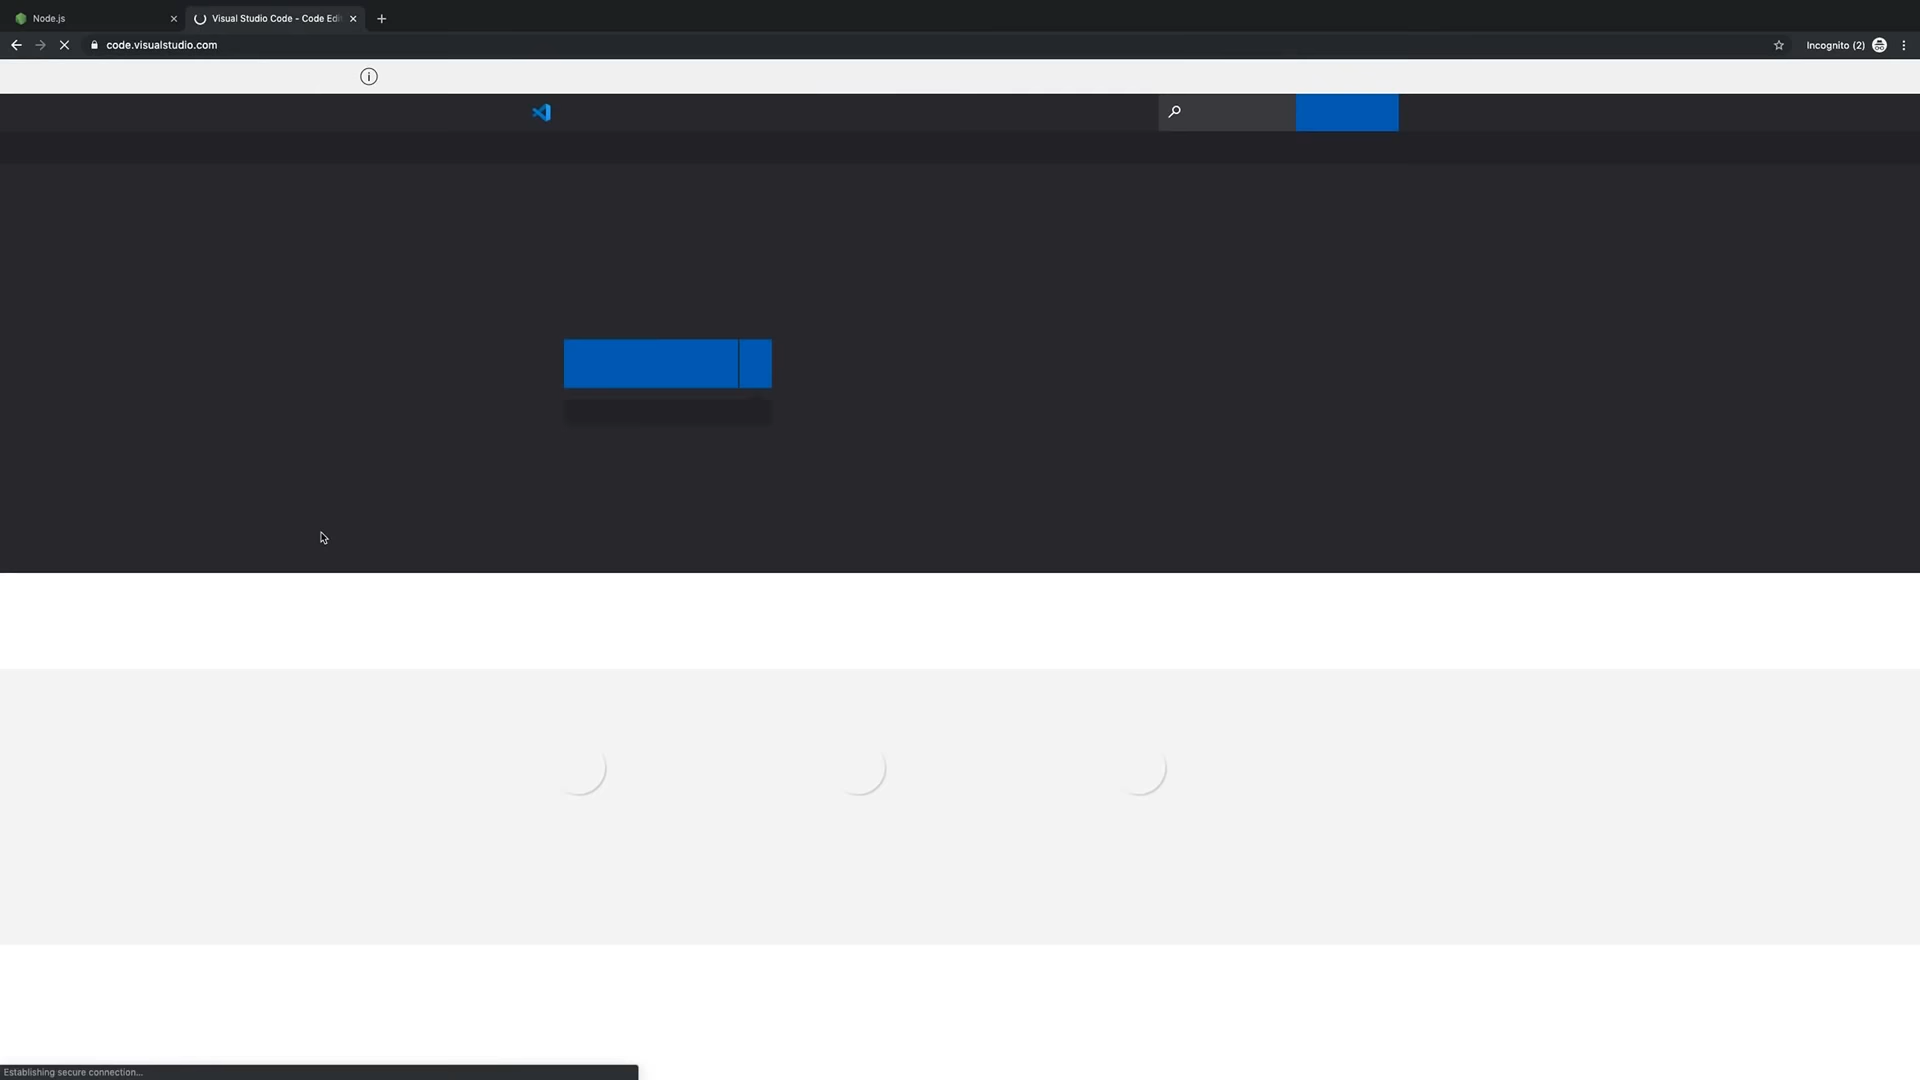 Node.js
Visual Studio Code - Code Edi
code.visualstudio.com
Incognito (2)
Establishing secure connection...